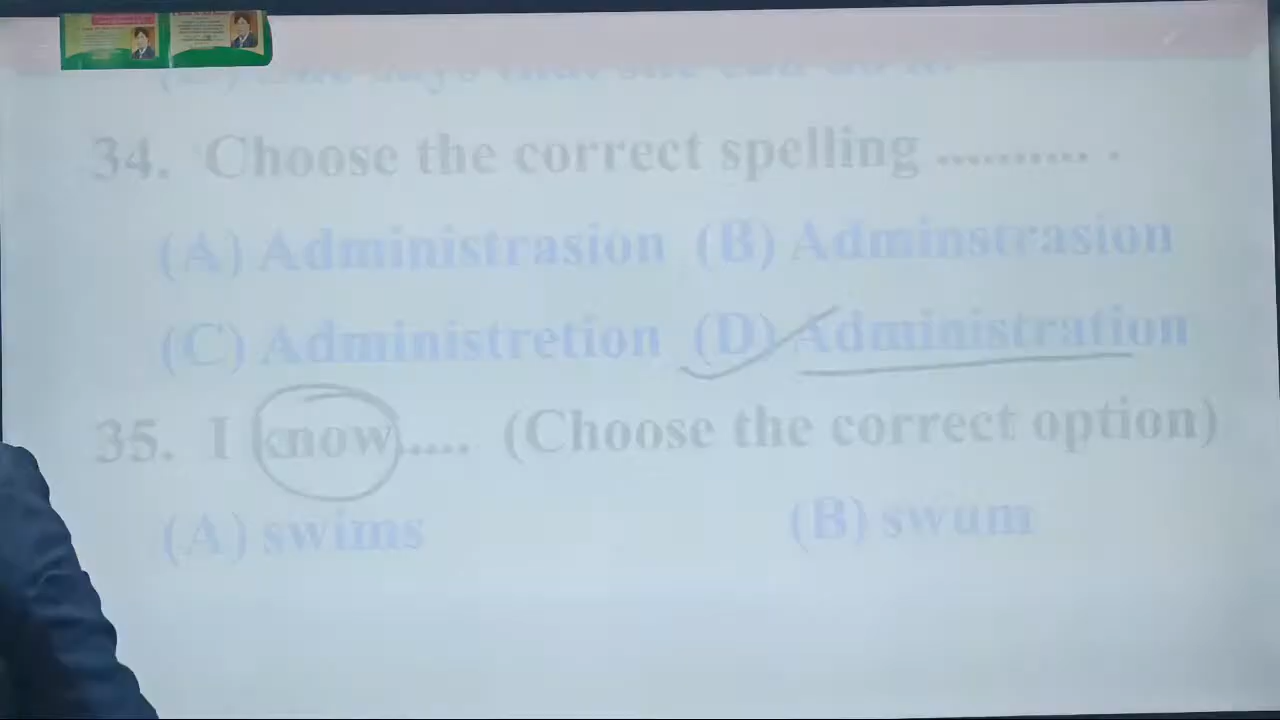 34. Choose the correct spelling .......... .
(A) Administrasion (B) Adminstrasion
(C) Administretion (D) Administration
35. I know.... (Choose the correct option)
(A) swims (B) swum